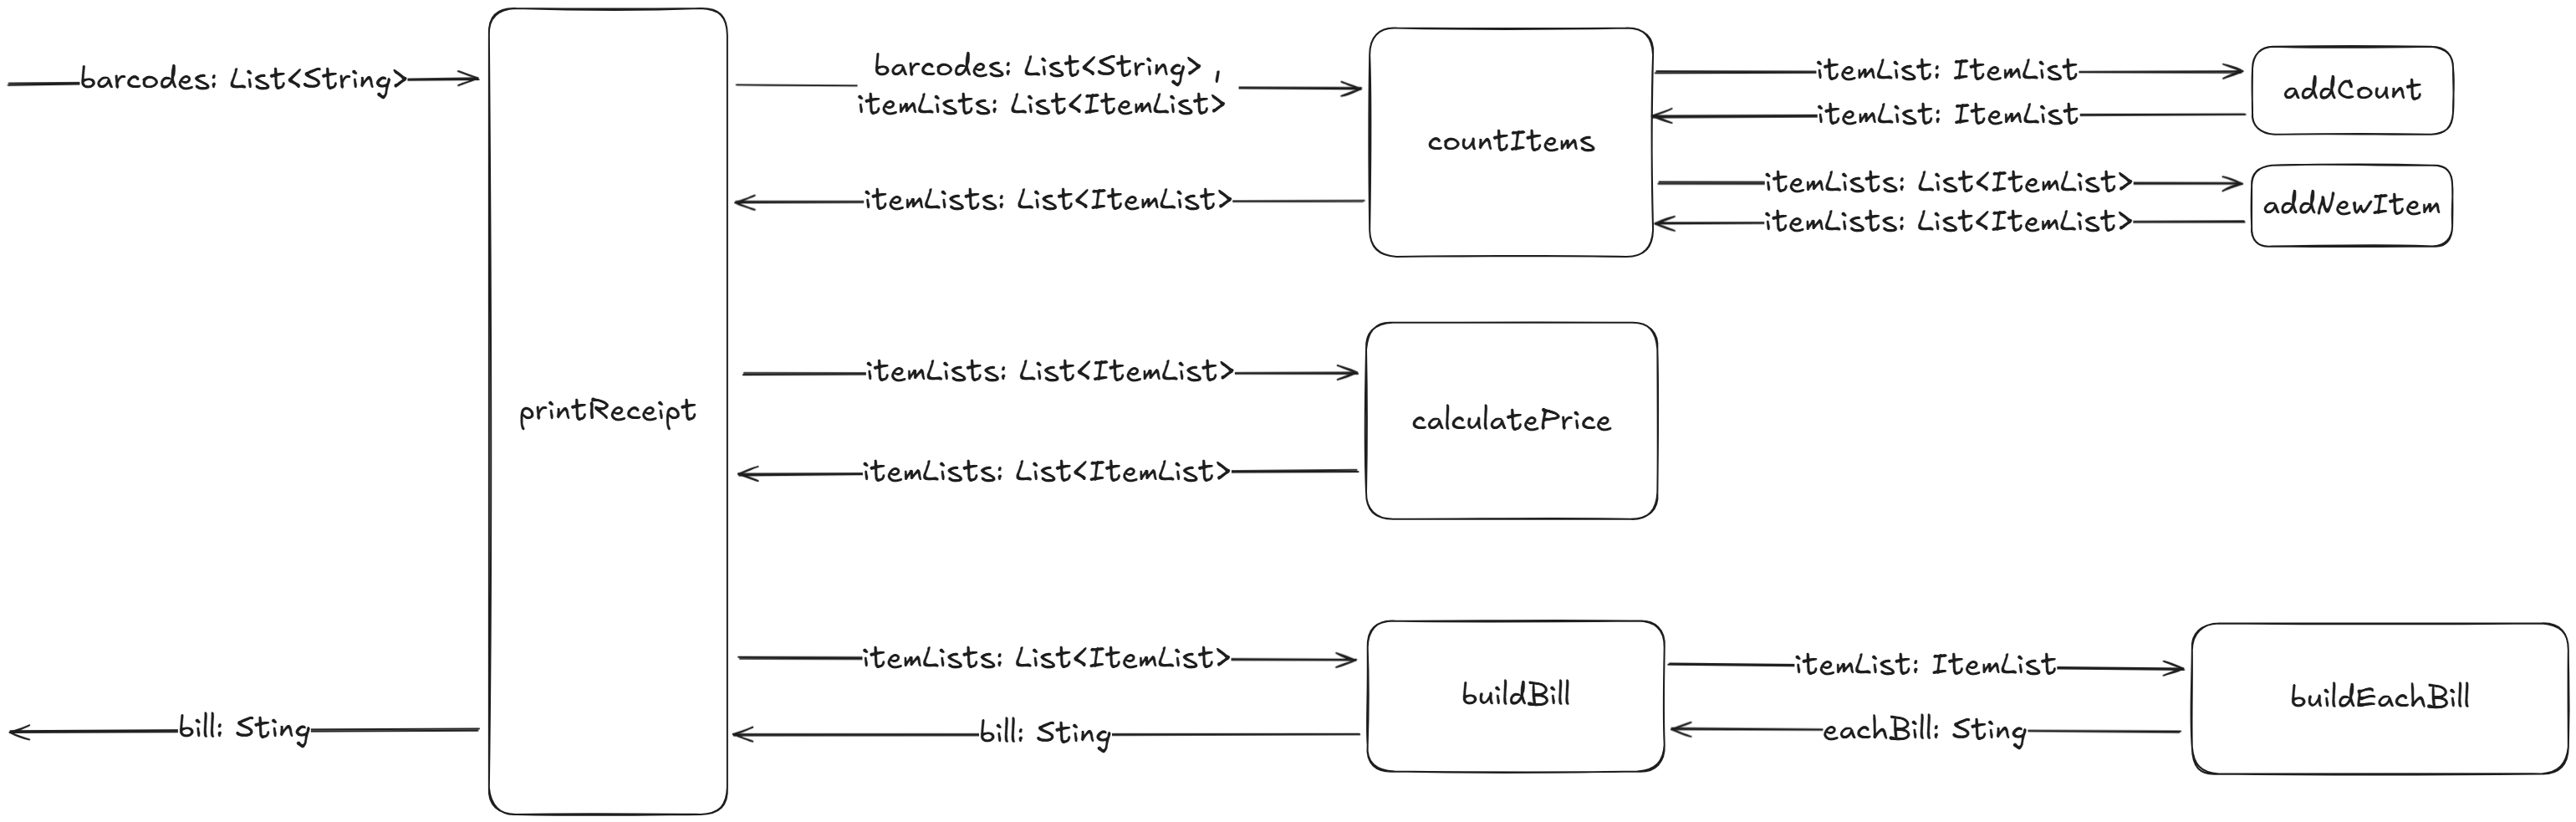 barcodes: List<String>
printReceipt
bill: Sting
barcodes: List<String> ,
itemLists: List<ItemList>
itemLists: List<ItemList>
countItems
itemList: ItemList
itemList: ItemList
addCount
itemLists: List<ItemList>
itemLists: List<ItemList>
addNewItem
itemLists: List<ItemList>
itemLists: List<ItemList>
calculatePrice
itemLists: List<ItemList>
bill: Sting
buildBill
itemList: ItemList
eachBill: Sting
buildEachBill